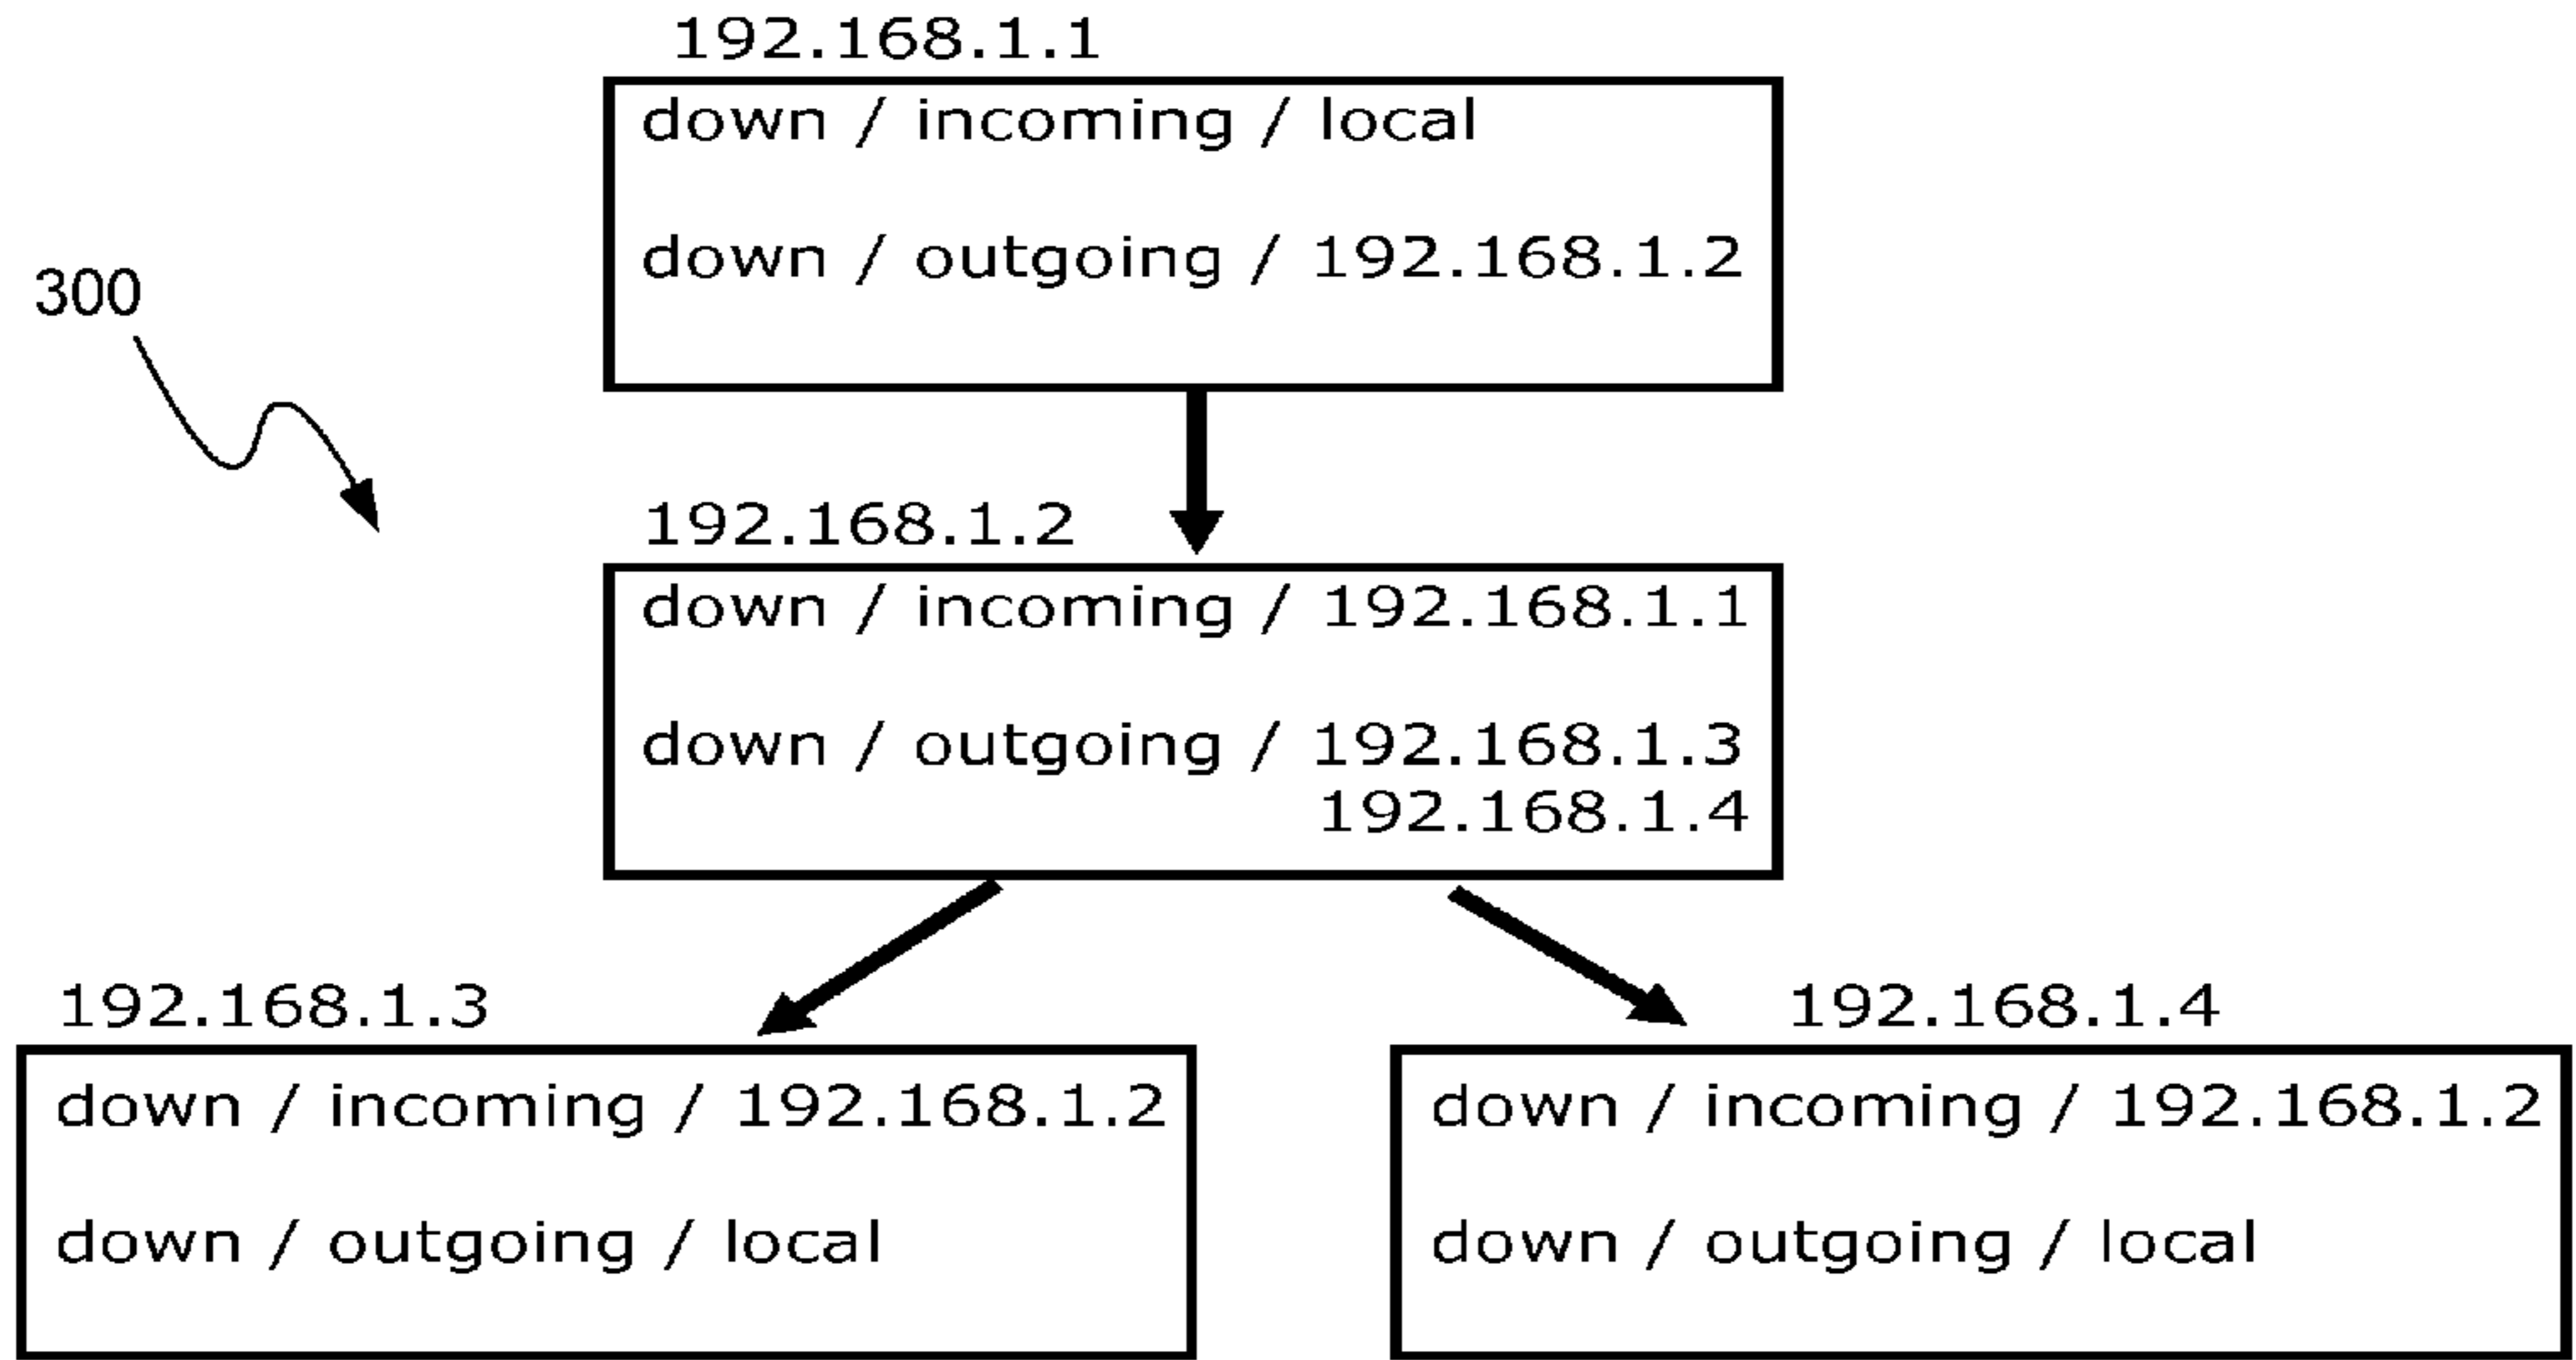 192.168.1.1
down / incoming / local
down / outgoing / 192.168.1.2
300
192.168.1.2
down / incoming / 192.168.1.1
down / outgoing / 192.168.1.3
192.168.1.4
192.168.1.3
down / incoming / 192.168.1.2
down / outgoing / local
192.168.1.4
down / incoming / 192.168.1.2
down / outgoing / local